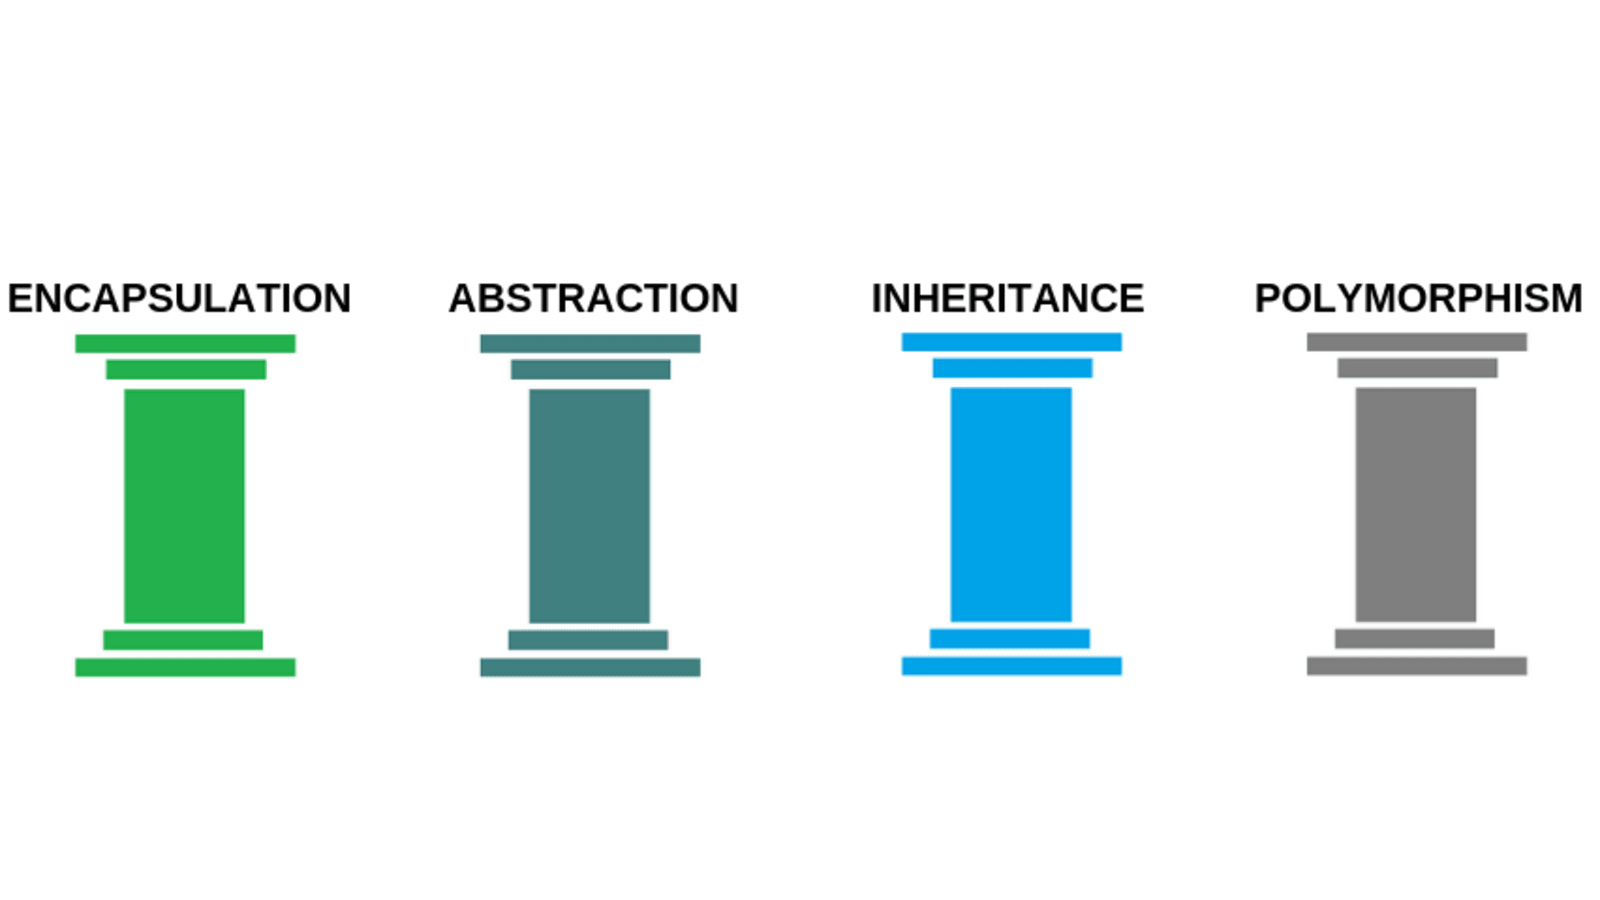 ENCAPSULATION
ABSTRACTION
INHERITANCE
POLYMORPHISM